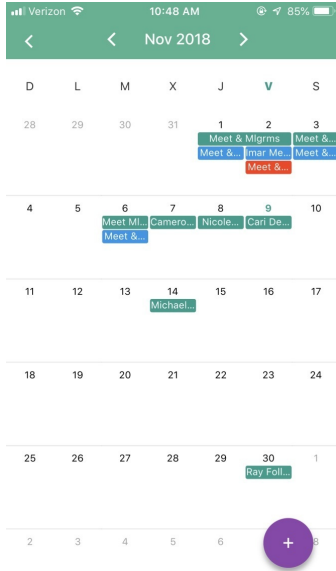 Verizon 10:48 AM 85%
Nov 2018
D L M X J V S
28 29 30 31 1 2 3
Meet & Mlgrms Meet &...
Meet &... Imar Me... Meet &...
Meet &...
4 5 6 7 8 9 10
Meet Ml... Camero... Nicole... Cari De...
Meet &...
11 12 13 14 15 16 17
Michael...
18 19 20 21 22 23 24
25 26 27 28 29 30 1
Ray Foll...
2 3 4 5 6 + 8